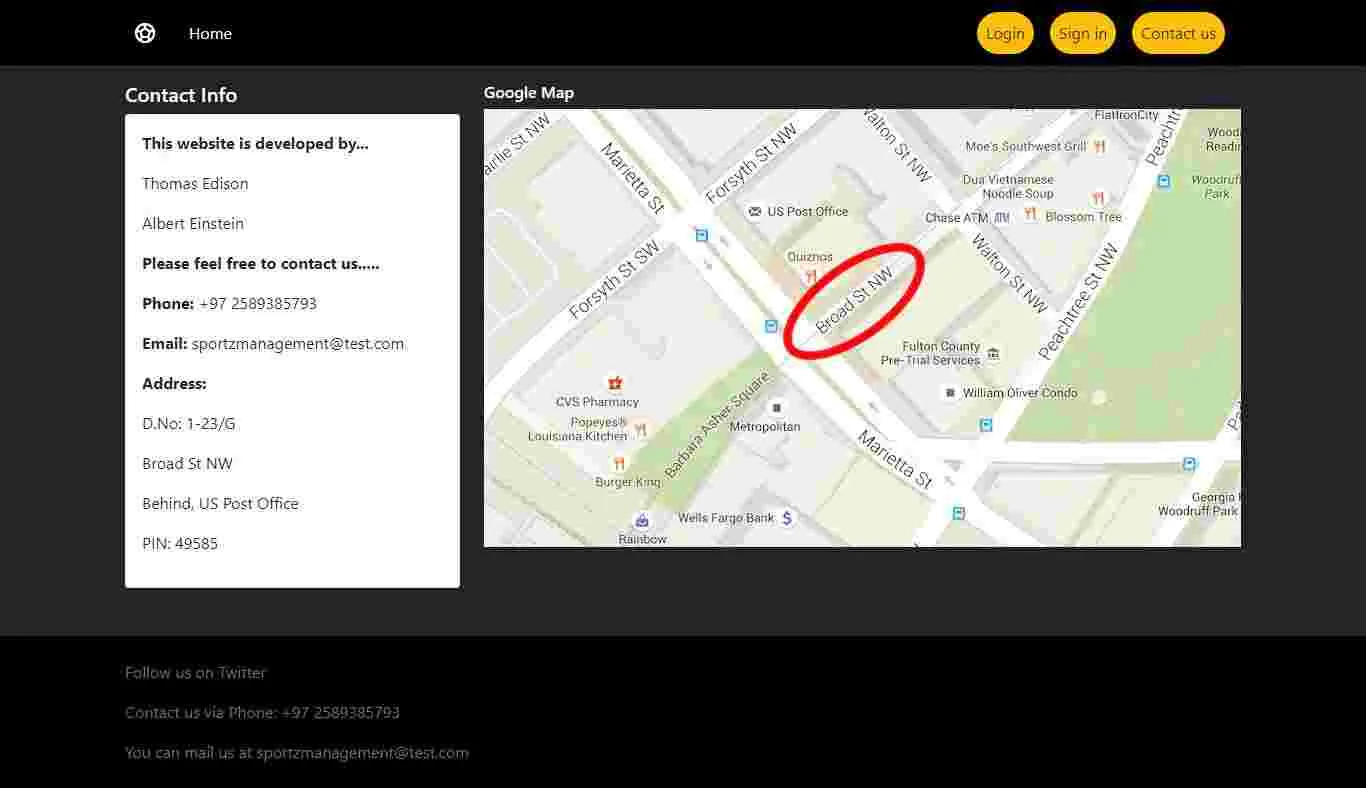 Home
Login
Sign in
Contact us
Contact Info
This website is developed by...
Thomas Edison
Albert Einstein
Please feel free to contact us.....
Phone: +97 2589385793
Email: sportzmanagement@test.com
Address:
D.No: 1-23/G
Broad St NW
Behind, US Post Office
PIN: 49585
Google Map
arlie St NW
Marietta St
Forsyth St NW
Walton St NW
FlatironCity
Peachtr
Wood
Readin
Moe's Southwest Grill
Dua Vietnamese
Noodle Soup
Woodruff
Park
US Post Office
Chase ATM
Blossom Tree
Forsyth St SW
Quiznos
Broad St NW
Walton St NW
Peachtree St NW
Fulton County
Pre-Trial Services
CVS Pharmacy
William Oliver Condo
Popeyes®
Louisiana Kitchen
Barbara Asher Square
Metropolitan
Marietta St
Burger King
Wells Fargo Bank
Rainbow
Georgia
Woodruff Park
Follow us on Twitter
Contact us via Phone: +97 2589385793
You can mail us at sportzmanagement@test.com